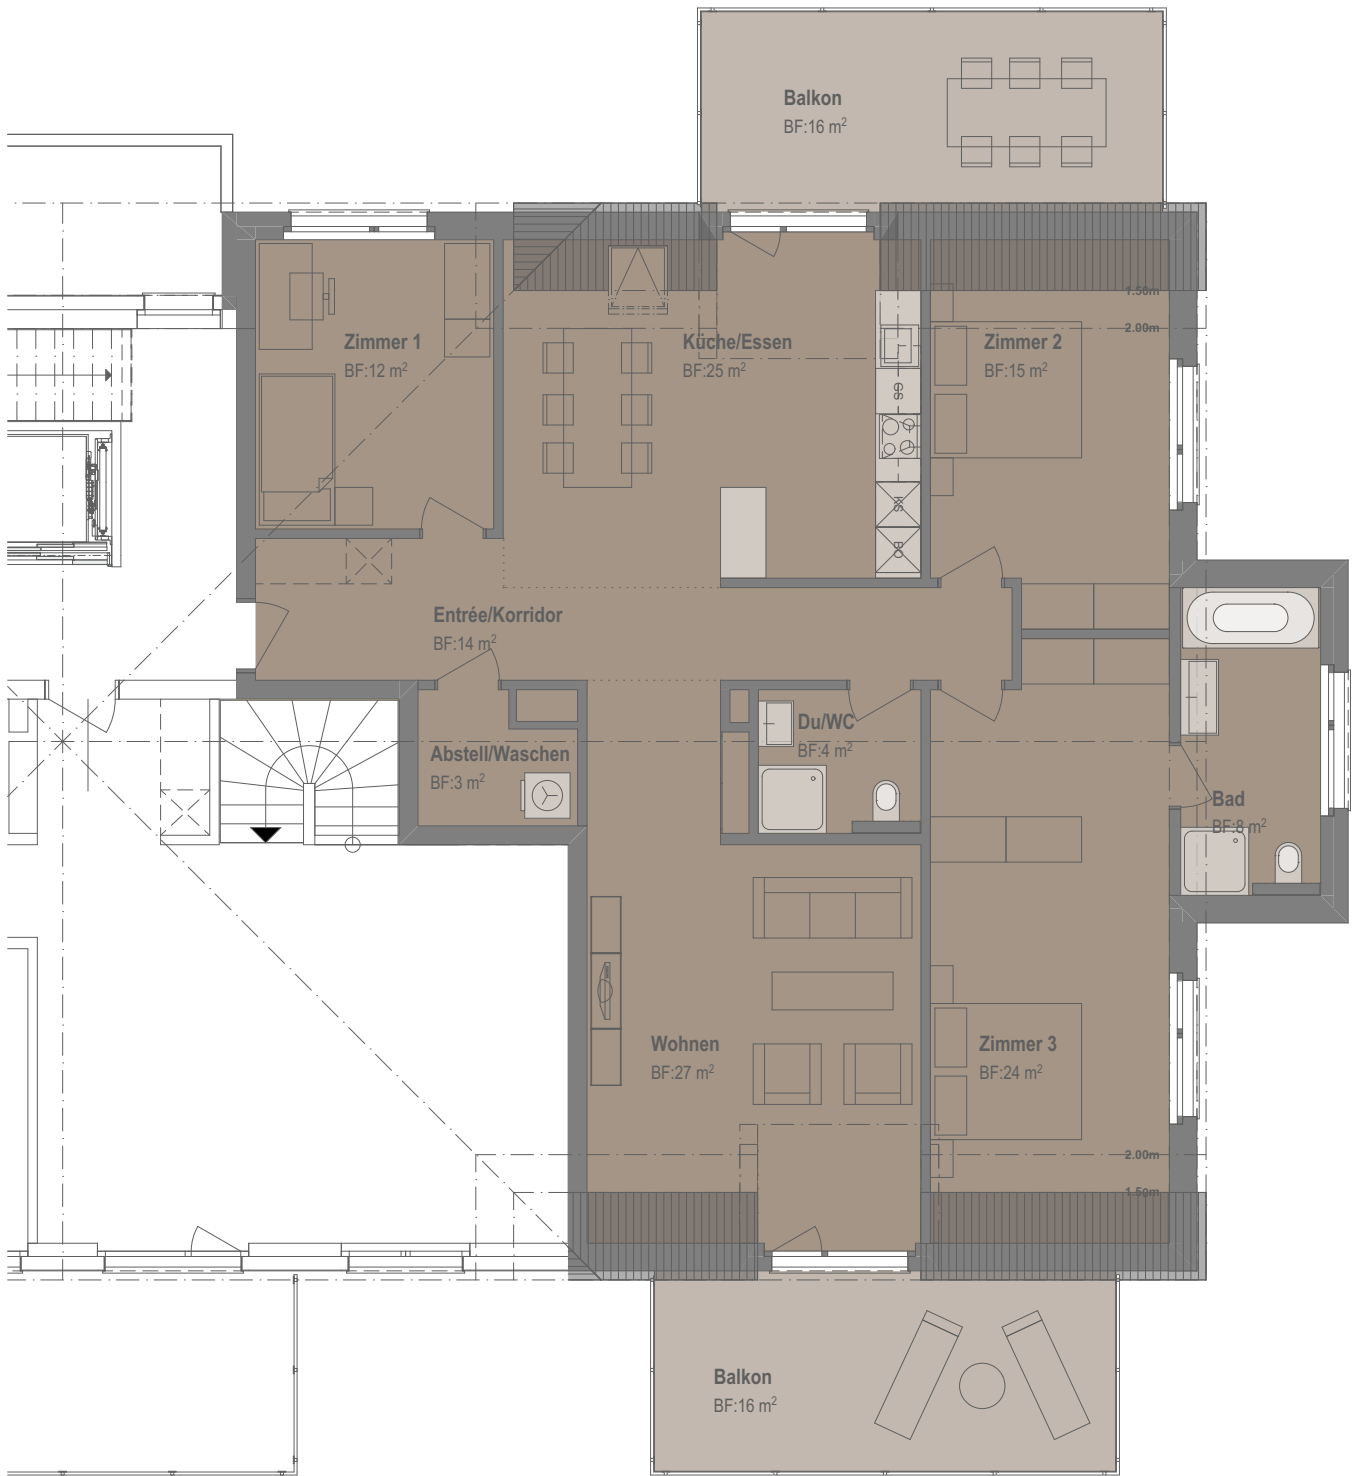 Balkon
BF:16 m²
1.50m
2.00m
Zimmer 1
BF:12 m²
Küche/Essen
BF:25 m²
Zimmer 2
BF:15 m²
GS
KS
BO
Entrée/Korridor
BF:14 m²
Du/WC
BF:4 m²
Abstell/Waschen
BF:3 m²
Bad
BF:8 m²
Wohnen
BF:27 m²
Zimmer 3
BF:24 m²
2.00m
1.50m
Balkon
BF:16 m²